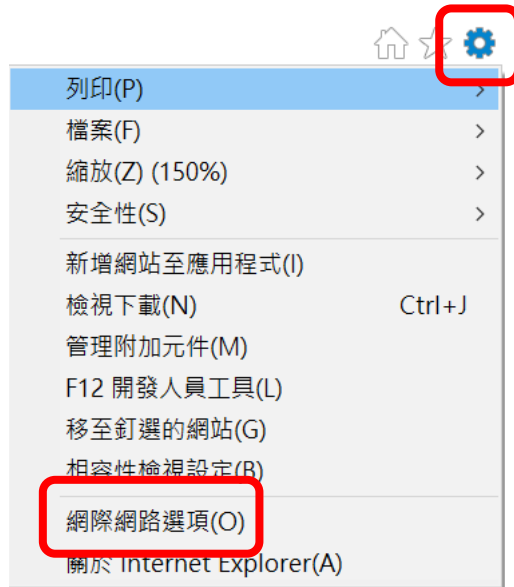 列印(P)
檔案(F)
縮放(Z) (150%)
安全性(S)
新增網站至應用程式(I)
檢視下載(N) Ctrl+J
管理附加元件(M)
F12 開發人員工具(L)
移至釘選的網站(G)
相容性檢視設定(B)
網際網路選項(O)
關於 Internet Explorer(A)